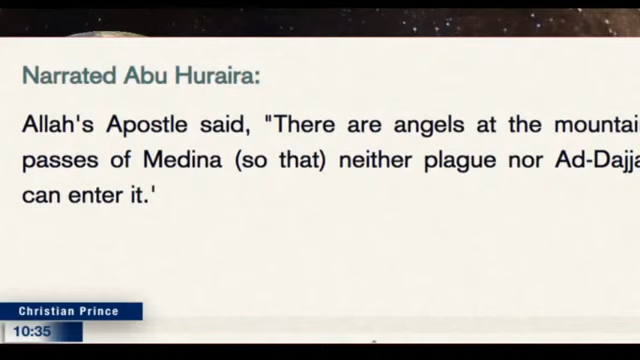 Narrated Abu Huraira:
Allah's Apostle said, "There are angels at the mountai
passes of Medina (so that) neither plague nor Ad-Dajja
can enter it.'
Christian Prince
10:35